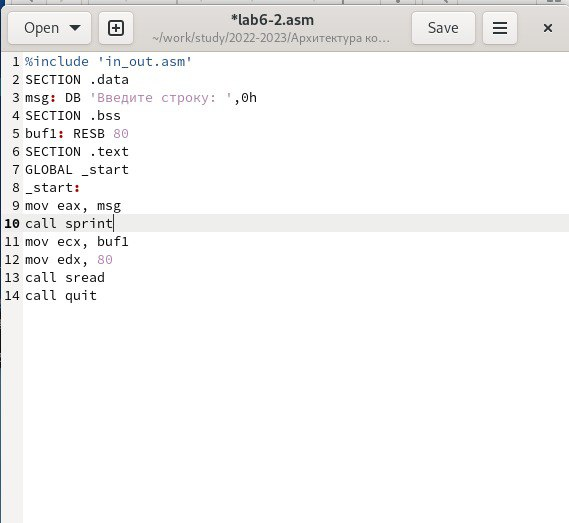 Open
*lab6-2.asm
~/work/study/2022-2023/Архитектура ко...
Save
1 %include 'in_out.asm'
2 SECTION .data
3 msg: DB 'Введите строку: ',0h
4 SECTION .bss
5 buf1: RESB 80
6 SECTION .text
7 GLOBAL _start
8 _start:
9 mov eax, msg
10 call sprint
11 mov ecx, buf1
12 mov edx, 80
13 call sread
14 call quit